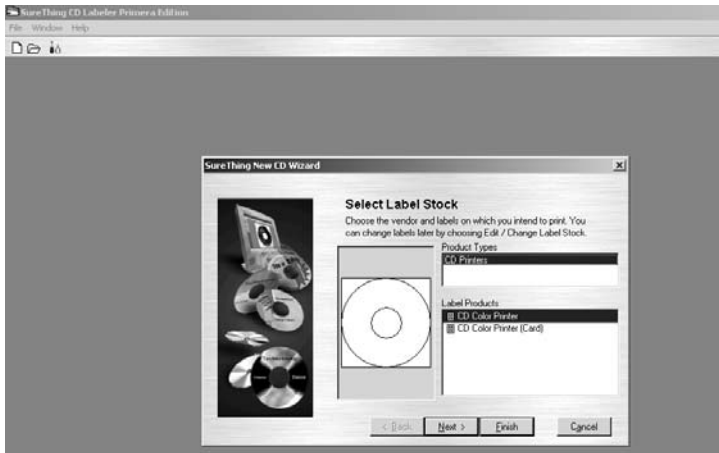 SureThing CD Labeler Primera Edition
File Window Help
SureThing New CD Wizard
Select Label Stock
Choose the vendor and labels on which you intend to print. You
can change labels later by choosing Edit / Change Label Stock.
Product Types
CD Printers
Label Products
CD Color Printer
CD Color Printer (Card)
< Back Next > Finish Cancel